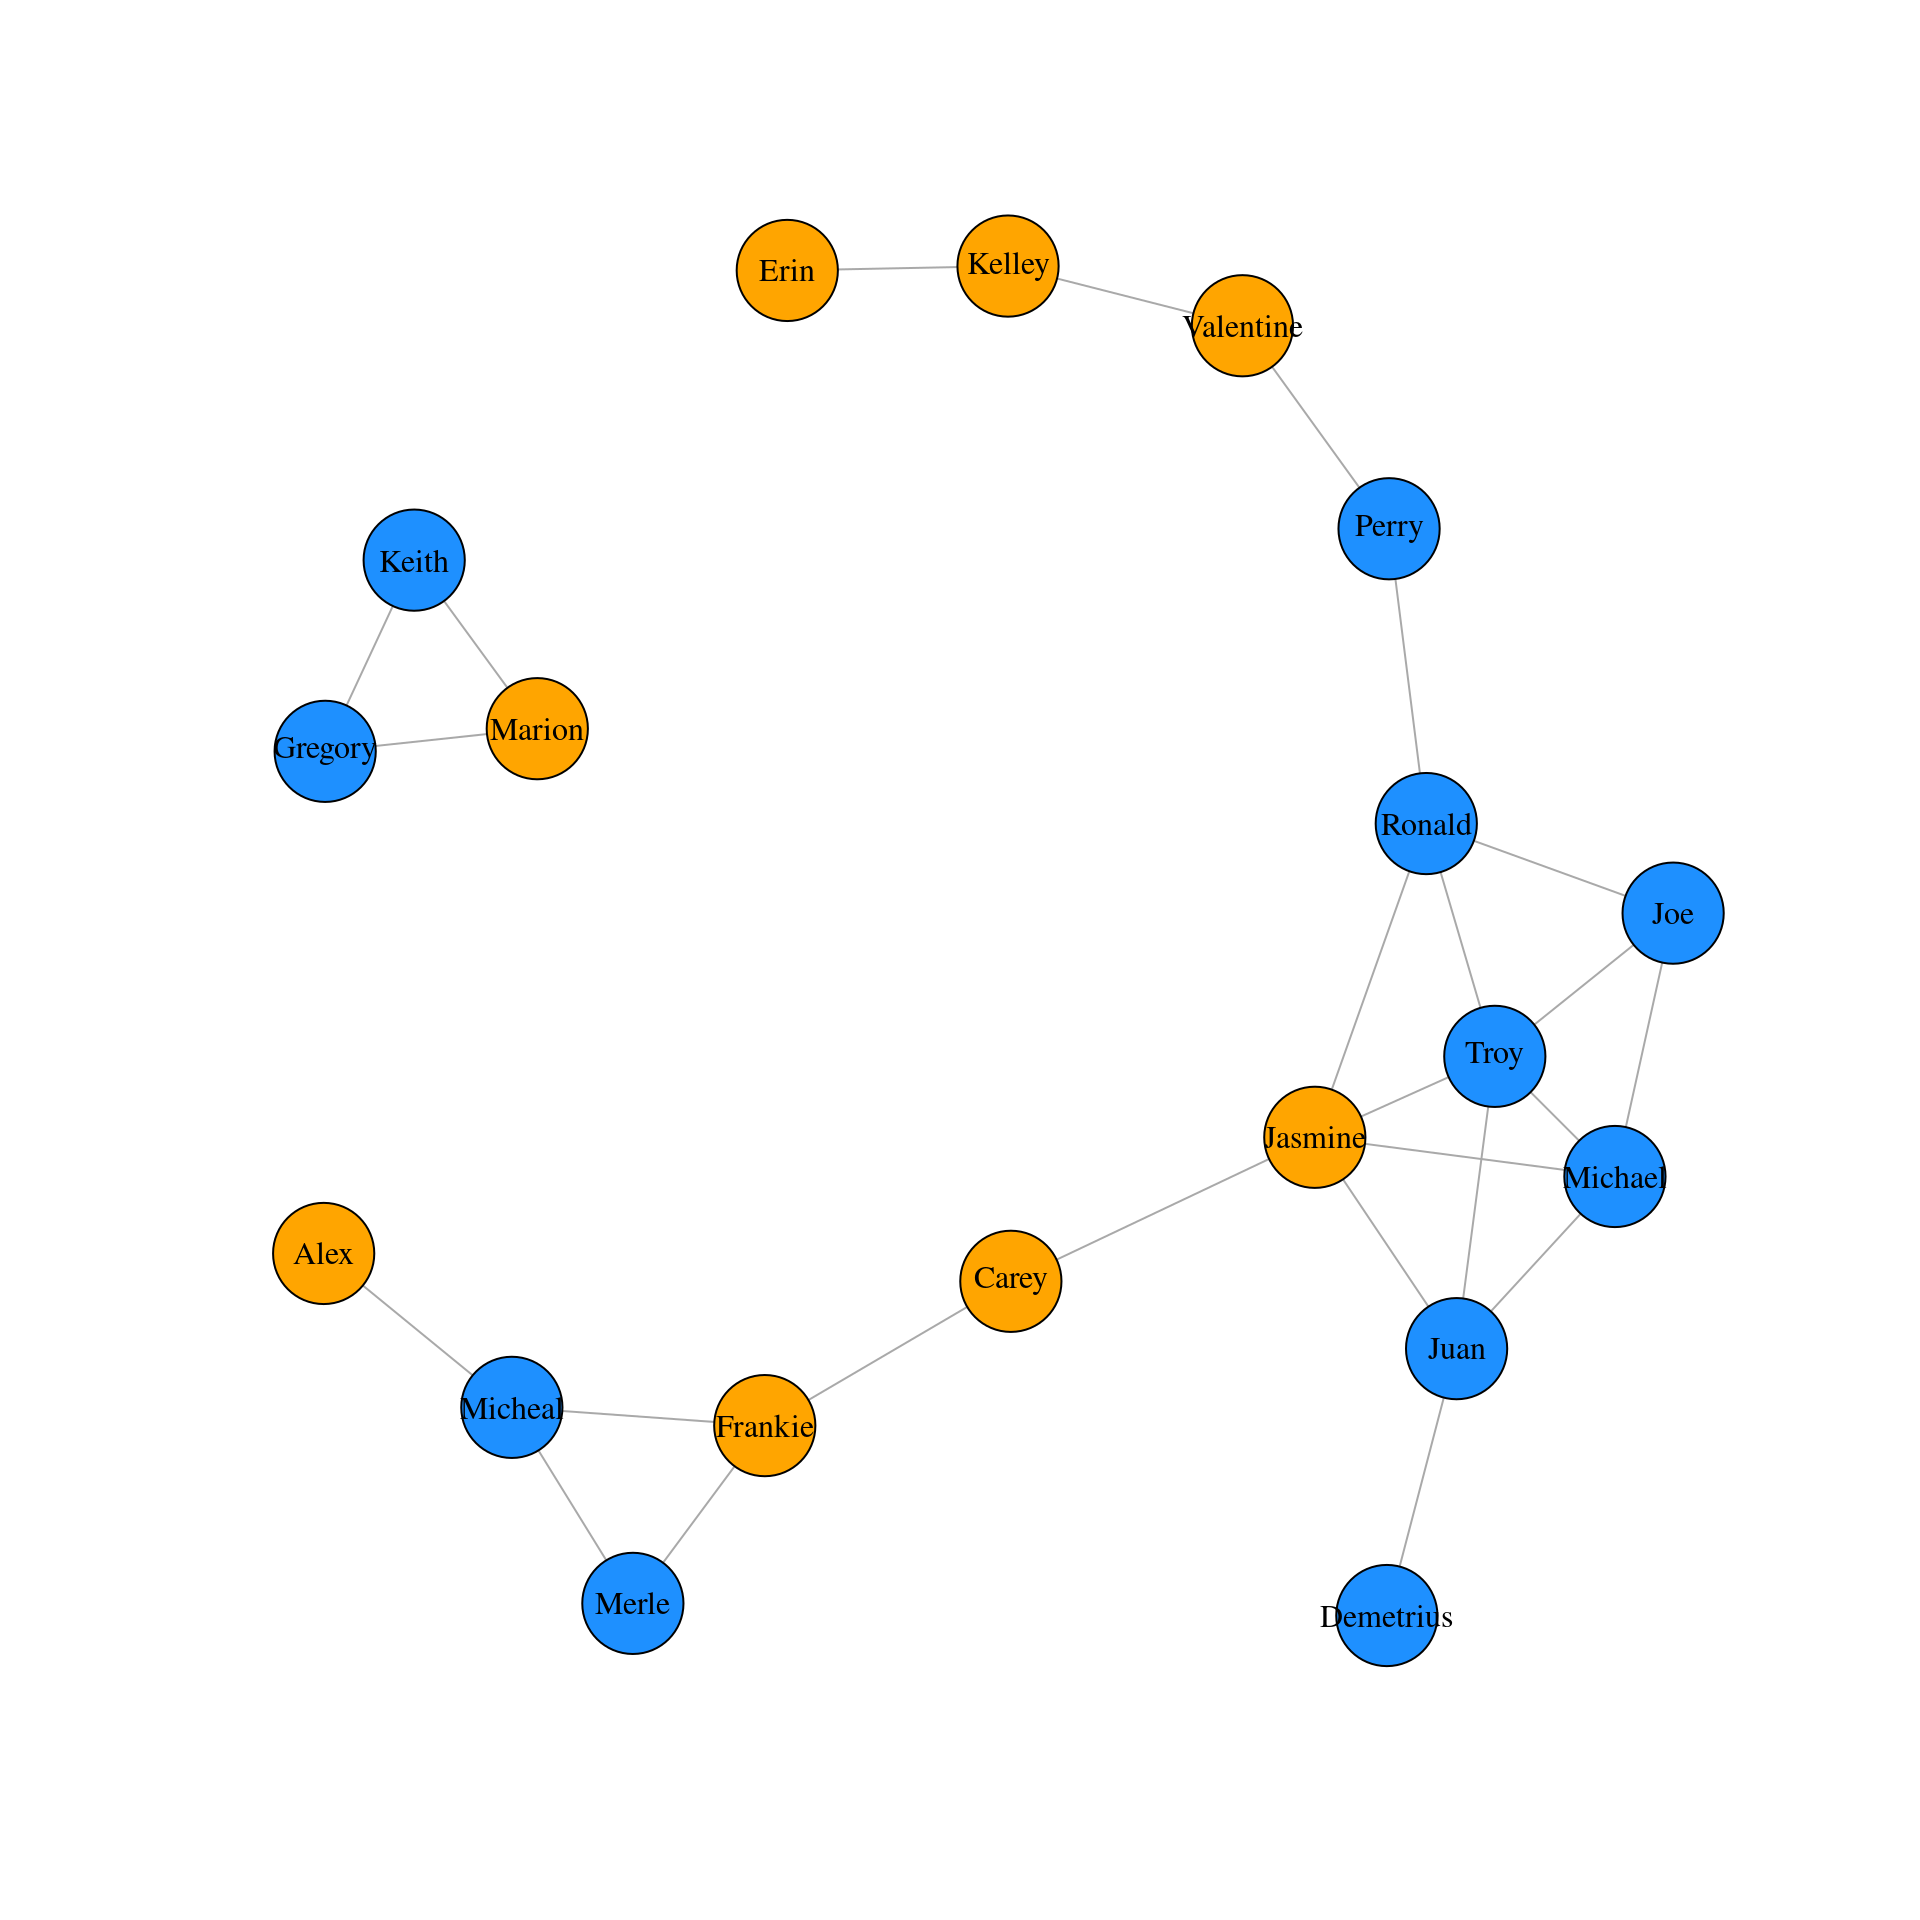 Erin
Kelley
Valentine
Perry
Keith
Marion
Gregory
Ronald
Joe
Troy
Jasmine
Michael
Alex
Carey
Juan
Micheal
Frankie
Merle
Demetrius